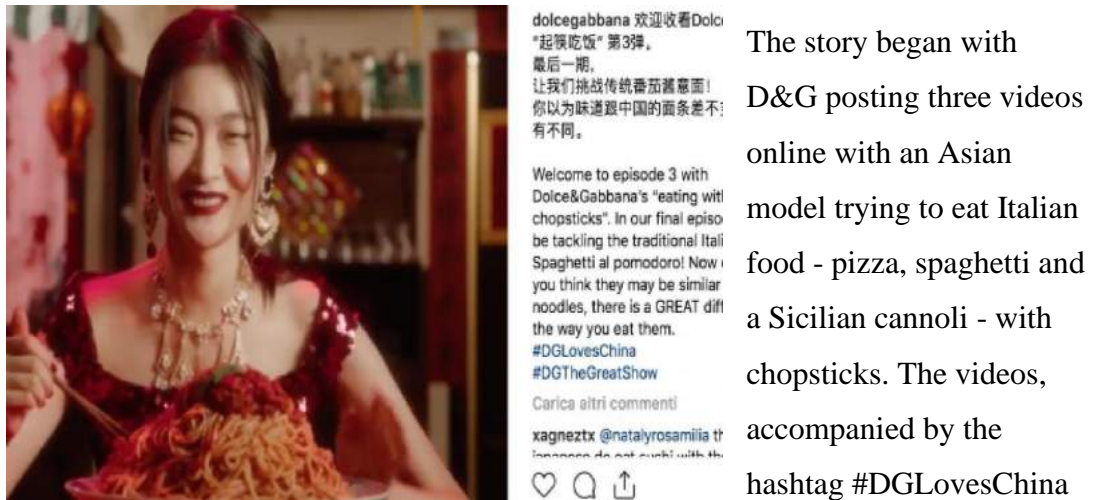 dolcegabbana 欢迎收看Dolc
“起筷吃饭” 第3弹。
最后一期,
让我们挑战传统番茄酱意面!
你以为味道跟中国的面条差不
有不同。
Welcome to episode 3 with
Dolce&Gabbana's "eating wit
chopsticks". In our final episo
be tackling the traditional Itali
Spaghetti al pomodoro! Now
you think they may be similar
noodles, there is a GREAT diff
the way you eat them.
#DGLovesChina
#DGTheGreatShow
Carica altri commenti
xagneztx @natalyrosamilia th
The story began with
D&G posting three videos
online with an Asian
model trying to eat Italian
food - pizza, spaghetti and
a Sicilian cannoli - with
chopsticks. The videos,
accompanied by the
hashtag #DGLovesChina